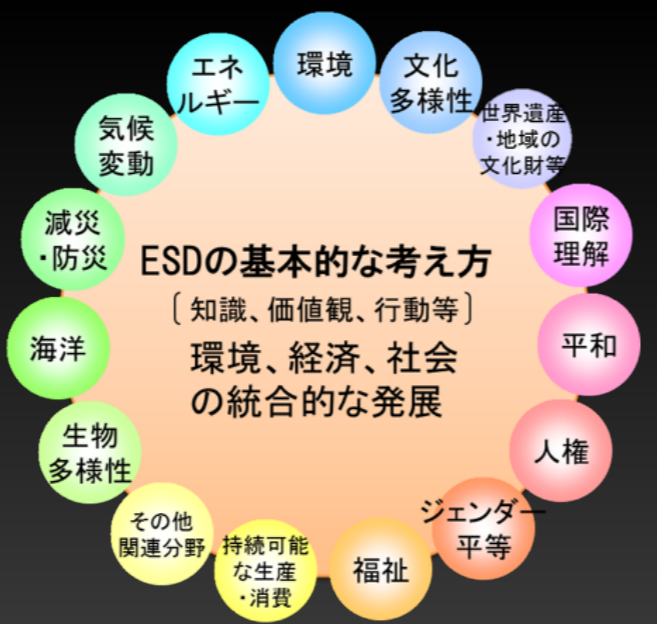 環境
文化
多様性
世界遺産
・地域の
文化財等
国際
理解
平和
人権
ジェンダー
平等
福祉
持続可能
な生産
・消費
その他
関連分野
生物
多様性
海洋
減災
・防災
気候
変動
エネ
ルギー
ESDの基本的な考え方
〔知識、価値観、行動等〕
環境、経済、社会
の統合的な発展